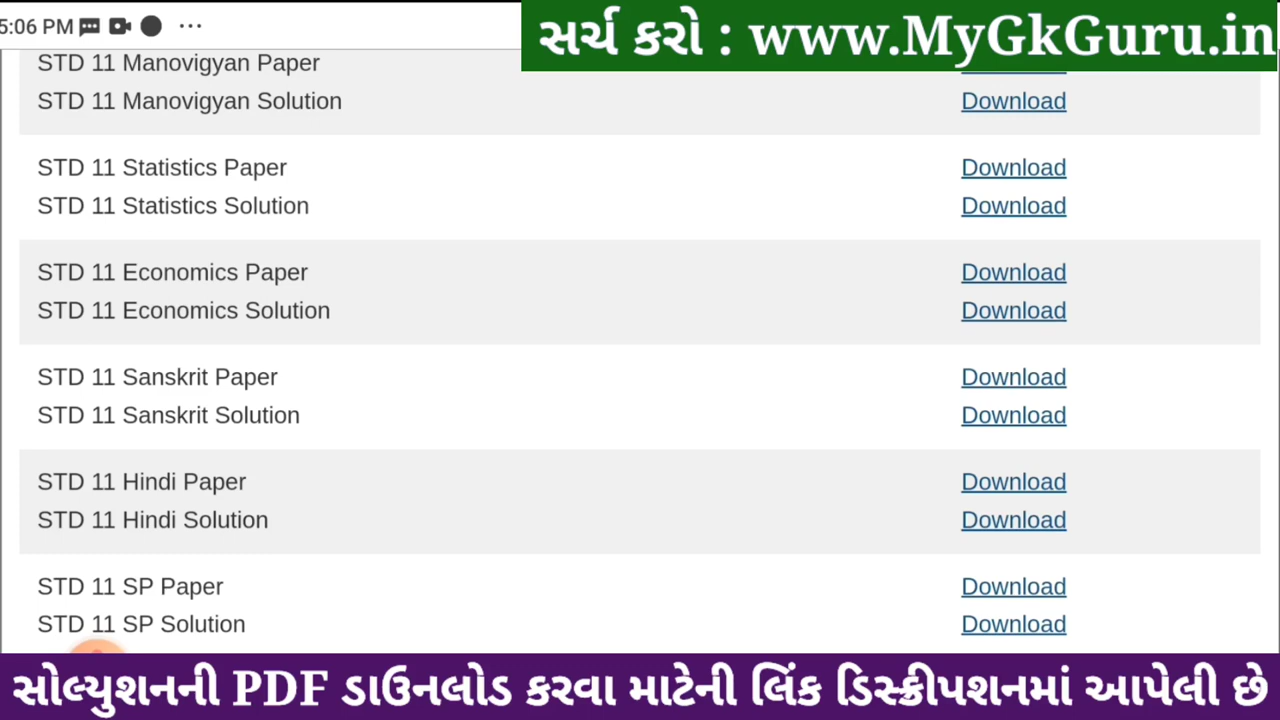 5:06 PM
સર્ચ કરો : www.MyGkGuru.in
STD 11 Manovigyan Paper
STD 11 Manovigyan Solution Download
STD 11 Statistics Paper Download
STD 11 Statistics Solution Download
STD 11 Economics Paper Download
STD 11 Economics Solution Download
STD 11 Sanskrit Paper Download
STD 11 Sanskrit Solution Download
STD 11 Hindi Paper Download
STD 11 Hindi Solution Download
STD 11 SP Paper Download
STD 11 SP Solution Download
સોલ્યુશનની PDF ડાઉનલોડ કરવા માટેની લિંક ડિસ્ક્રીપશનમાં આપેલી છે